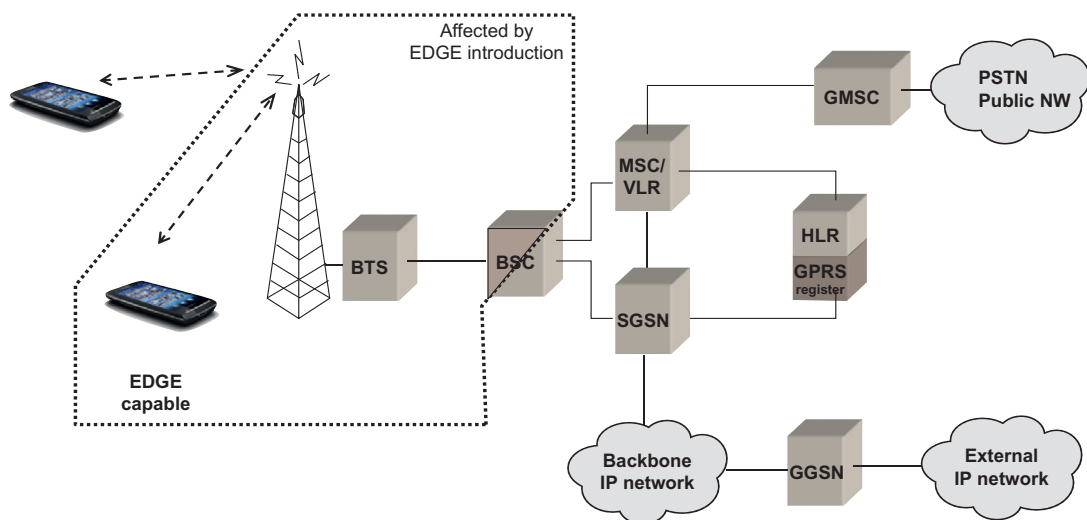 Affected by
EDGE introduction
PSTN
Public NW
GMSC
MSC/
VLR
HLR
GPRS
register
BTS
BSC
SGSN
EDGE
capable
Backbone
IP network
GGSN
External
IP network